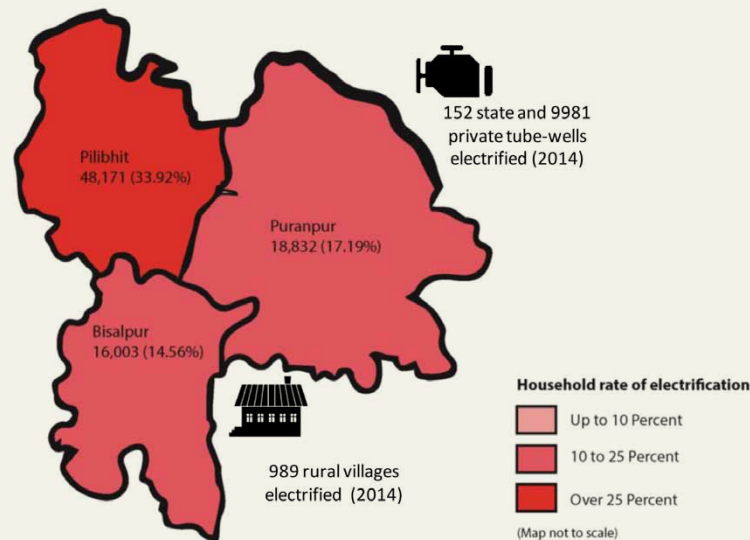 152 state and 9981
private tube-wells
electrified (2014)
Pilibhit
48,171 (33.92%)
Puranpur
18,832 (17.19%)
Bisalpur
16,003 (14.56%)
989 rural villages
electrified (2014)
Household rate of electrification
Up to 10 Percent
10 to 25 Percent
Over 25 Percent
(Map not to scale)